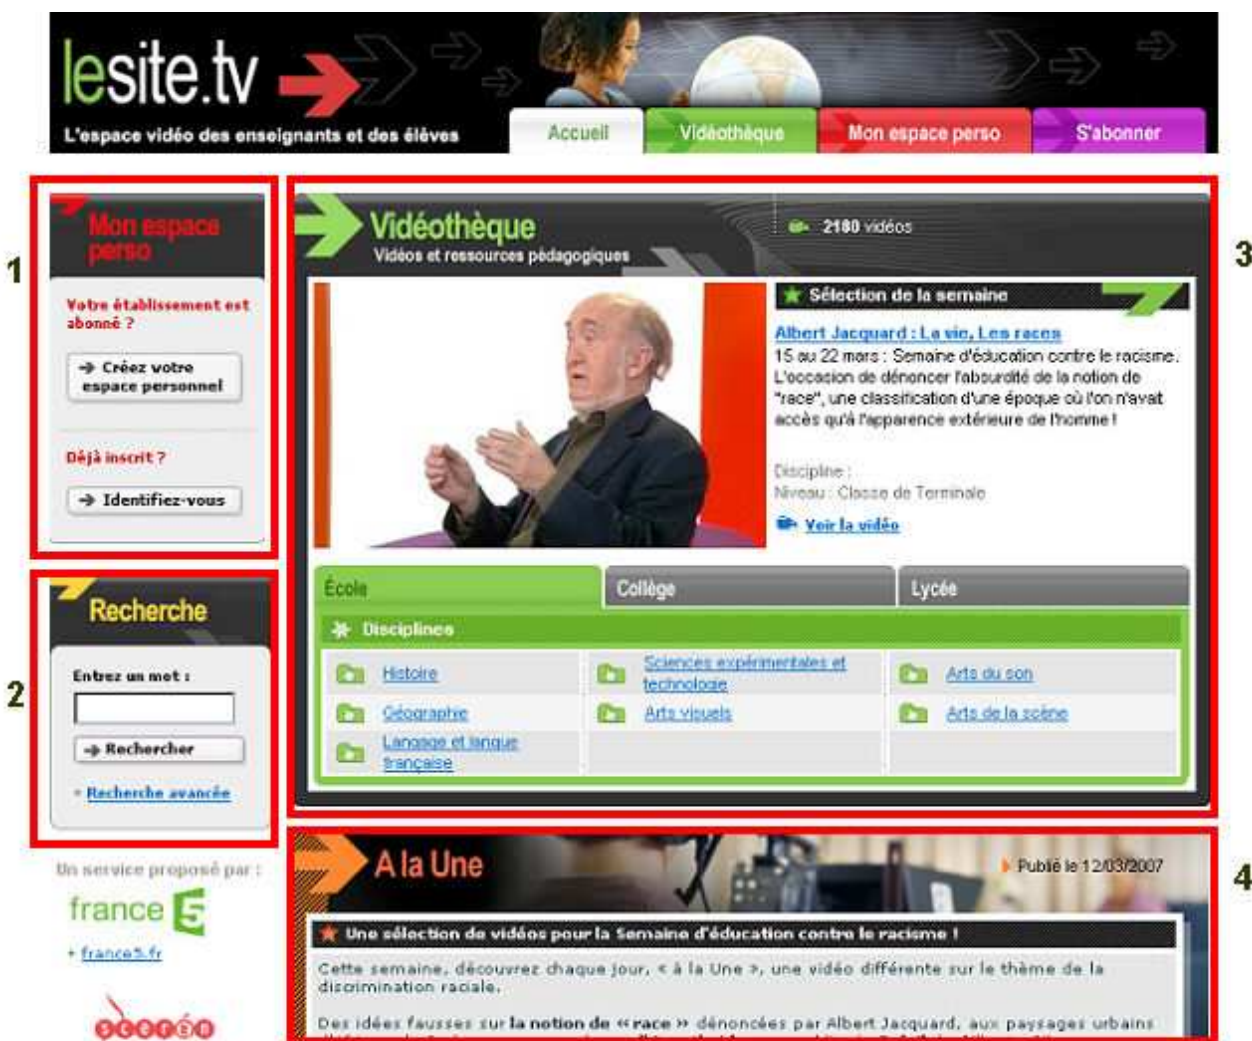 lesite.tv
L'espace vidéo des enseignants et des élèves
Accueil
Vidéothèque
Mon espace perso
S'abonner
1
Mon espace
perso
Votre établissement est
abonné ?
Créez votre
espace personnel
Déjà inscrit ?
Identifiez-vous
2
Recherche
Entrez un mot :
Rechercher
+ Recherche avancée
Un service proposé par :
france 5
+ france5.fr
scérén
3
Vidéothèque
Vidéos et ressources pédagogiques
2180 vidéos
Sélection de la semaine
Albert Jacquard : La vie, Les races
15 au 22 mars : Semaine d'éducation contre le racisme.
L'occasion de dénoncer l'absurdité de la notion de
"race", une classification d'une époque où l'on n'avait
accès qu'à l'apparence extérieure de l'homme !
Discipline :
Niveau : Classe de Terminale
Voir la vidéo
École
Collège
Lycée
Disciplines
Histoire
Sciences expérimentales et
technologie
Arts du son
Géographie
Arts visuels
Arts de la scène
Langage et langue
française
4
A la Une
Publié le 12/03/2007
Une sélection de vidéos pour la Semaine d'éducation contre le racisme !
Cette semaine, découvrez chaque jour, « à la Une », une vidéo différente sur le thème de la
discrimination raciale.
Des idées fausses sur la notion de « race » dénoncées par Albert Jacquard, aux paysages urbains